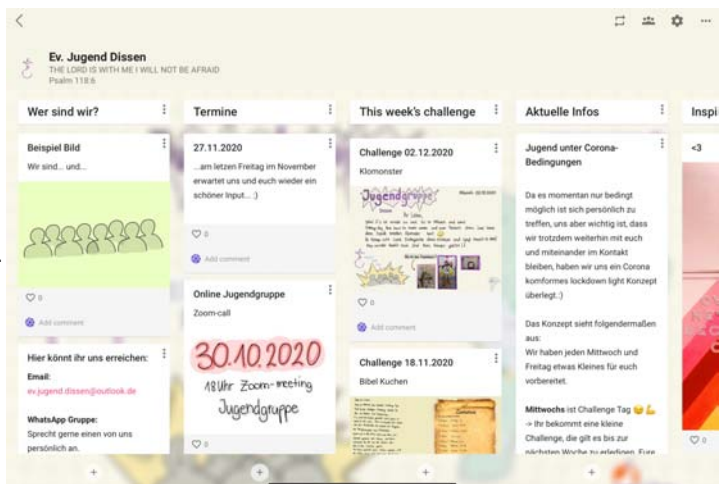 Ev. Jugend Dissen
THE LORD IS WITH ME I WILL NOT BE AFRAID
Psalm 118:6
Wer sind wir?
Beispiel Bild
Wir sind... und...
0
Add comment
Hier könnt ihr uns erreichen:
Email:
ev.jugend.dissen@outlook.de
WhatsApp Gruppe:
Sprecht gerne einen von uns
persönlich an.
Termine
27.11.2020
...am letzen Freitag im November
erwartet uns und euch wieder ein
schöner Input... :)
0
Add comment
Online Jugendgruppe
Zoom-call
30.10.2020
18 Uhr Zoom-meeting
Jugendgruppe
0
This week's challenge
Challenge 02.12.2020
Klomonster
Jugendgruppe
0
Add comment
Challenge 18.11.2020
Bibel Kuchen
Aktuelle Infos
Jugend unter Corona-
Bedingungen
Da es momentan nur bedingt
möglich ist sich persönlich zu
treffen, uns aber wichtig ist, dass
wir trotzdem weiterhin mit euch
und miteinander im Kontakt
bleiben, haben wir uns ein Corona
komformes lockdown light Konzept
überlegt.:)
Das Konzept sieht folgendermaßen
aus:
Wir haben jeden Mittwoch und
Freitag etwas Kleines für euch
vorbereitet.
Mittwochs ist Challenge Tag 😉💪
-> Ihr bekommt eine kleine
Challenge, die gilt es bis zur
nächsten Woche zu erledigen. Eure
Inspi
<3
0